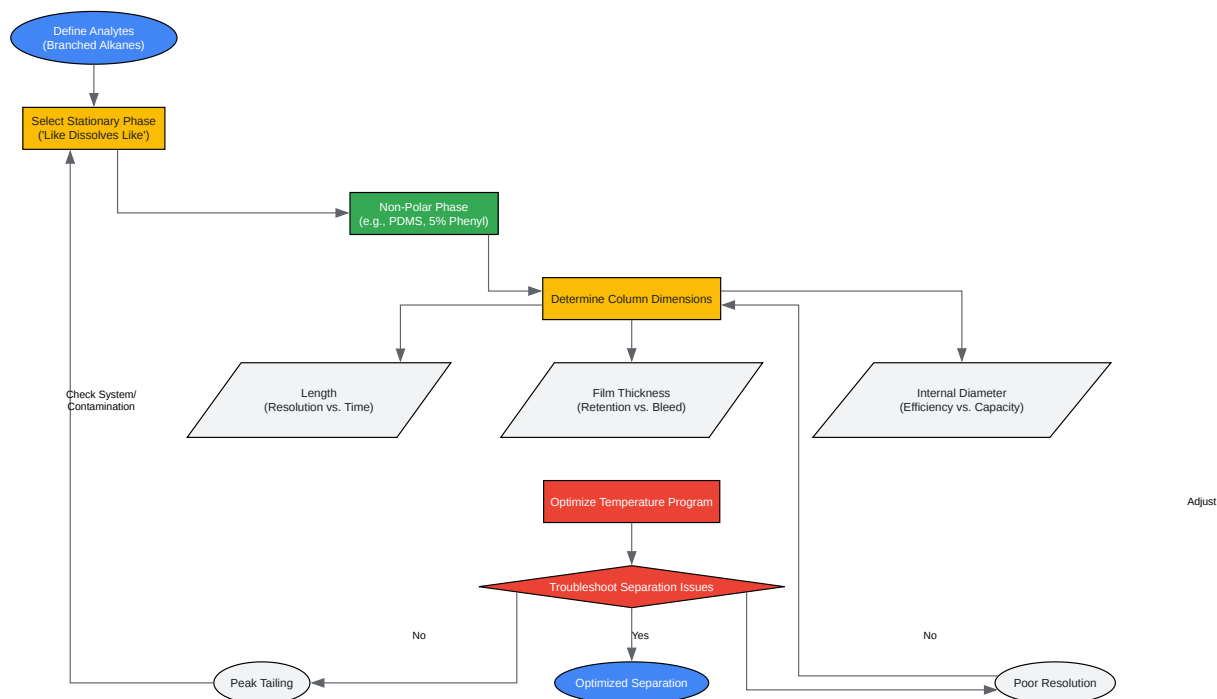 Define Analytes
(Branched Alkanes)
Select Stationary Phase
('Like Dissolves Like')
Non-Polar Phase
(e.g., PDMS, 5% Phenyl)
Determine Column Dimensions
Length
(Resolution vs. Time)
Film Thickness
(Retention vs. Bleed)
Internal Diameter
(Efficiency vs. Capacity)
Check System/
Contamination
Optimize Temperature Program
Adjust
Troubleshoot Separation Issues
No
Yes
No
Peak Tailing
Optimized Separation
Poor Resolution